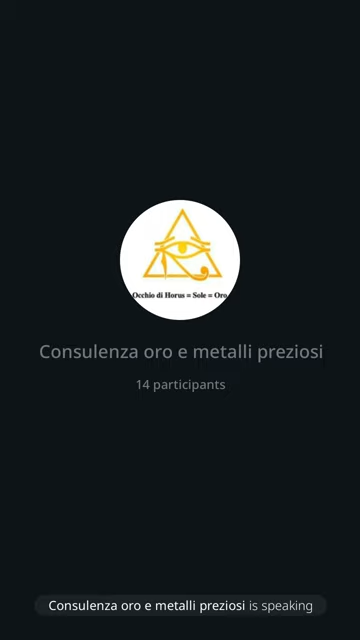 Occhio di Horus = Sole = Oro
Consulenza oro e metalli preziosi
14 participants
Consulenza oro e metalli preziosi is speaking